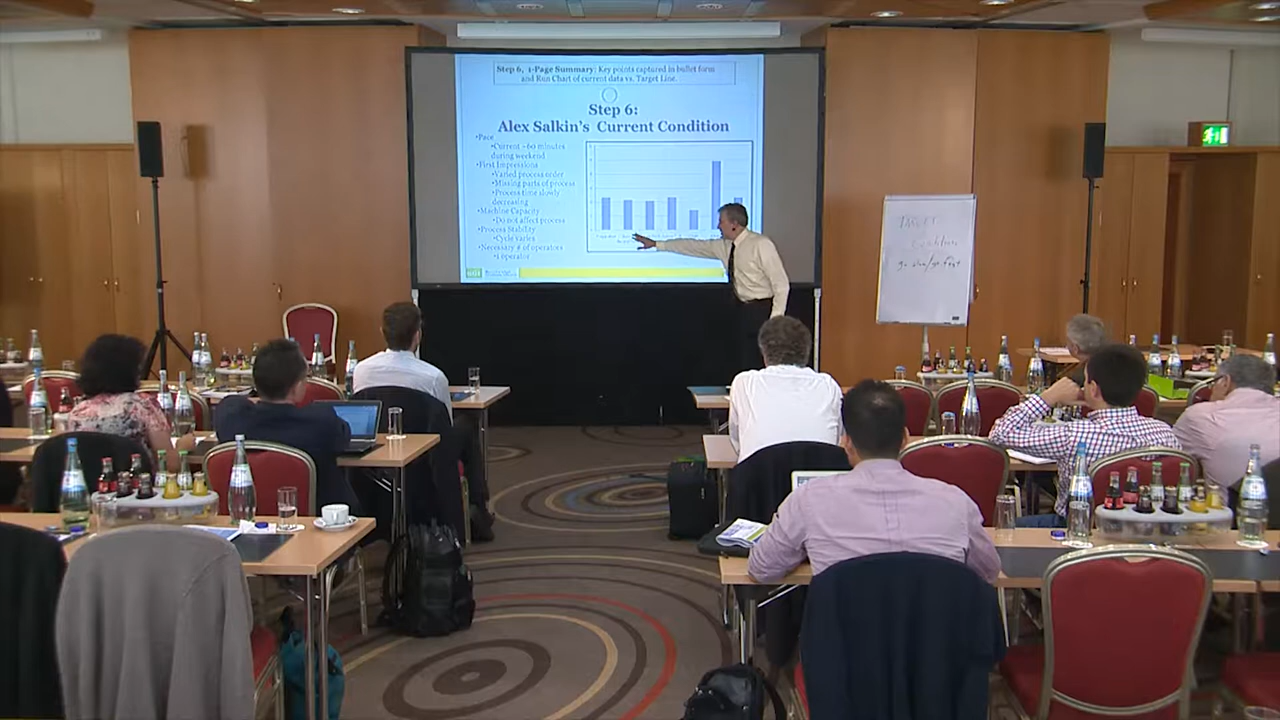 Step 6, 1-Page Summary: Key points captured in bullet form
and Run Chart of current data vs. Target Line.
Step 6:
Alex Salkin's Current Condition
•Pace
•Current ~60 minutes
during weekend
•First Impressions
•Varied process order
•Missing parts of process
•Process time slowly
decreasing
•Machine Capacity
•Do not affect process
•Process Stability
•Cycle varies
•Necessary # of operators
•1 operator
TARGET
Condition